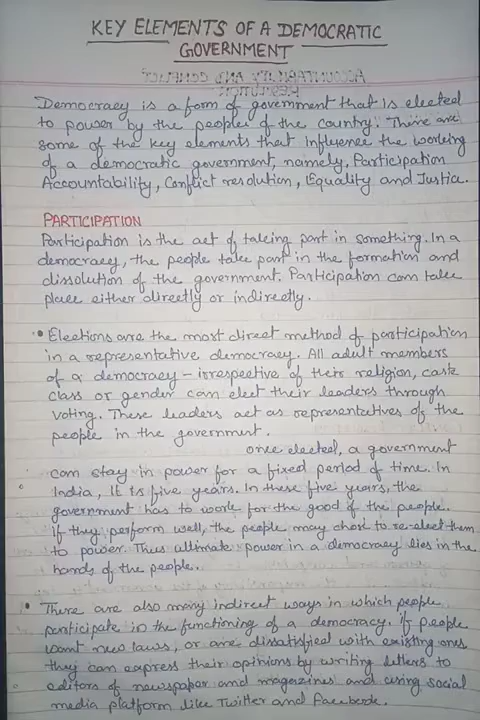 KEY ELEMENTS OF A DEMOCRATIC
GOVERNMENT
Democracy is a form of government that is elected
to power by the people of the country. There are
some of the key elements that influence the working
of a democratic government, namely, Participation
Accountability, Conflict resolution, Equality and Justice.
PARTICIPATION
Participation is the act of taking part in something. In a
democracy, the people take part in the formation and
dissolution of the government. Participation can take
place either directly or indirectly.
• Elections are the most direct method of participation
in a representative democracy. All adult members
of a democracy - irrespective of their religion, caste
class or gender can elect their leaders through
voting. These leaders act as representatives of the
people in the government.
once elected, a government
can stay in power for a fixed period of time. In
India, it is five years. In these five years, the
government has to work for the good of the people.
if they perform well, the people may chose to re-elect them
to power. Thus ultimate power in a democracy lies in the
hands of the people.
• There are also many indirect ways in which people
participate in the functioning of a democracy. if people
want new laws, or are dissatisfied with existing ones
they can express their opinions by writing letters to
editors of newspaper and magazines and using social
media platform like Twitter and Facebook.